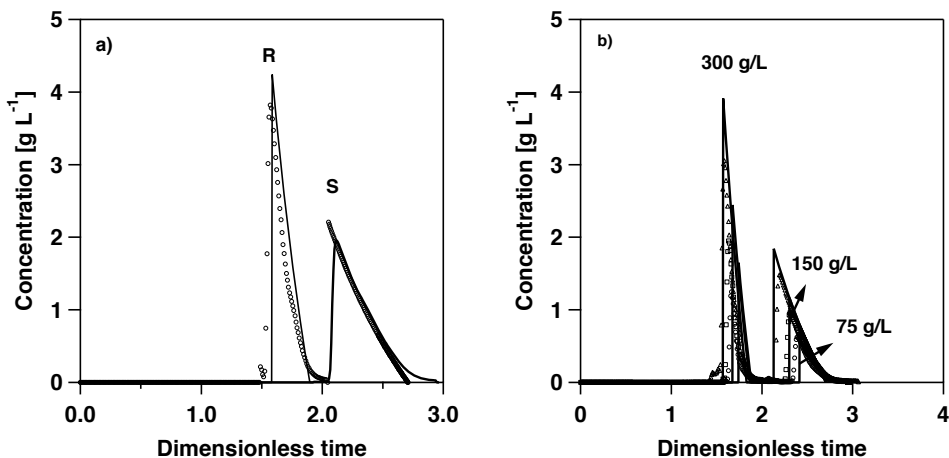 a)
R
S
5
4
3
2
1
0
0.0
1.0
2.0
3.0
Concentration [g L⁻¹]
Dimensionless time
b)
300 g/L
150 g/L
75 g/L
5
4
3
2
1
0
0
1
2
3
4
Concentration [g L⁻¹]
Dimensionless time